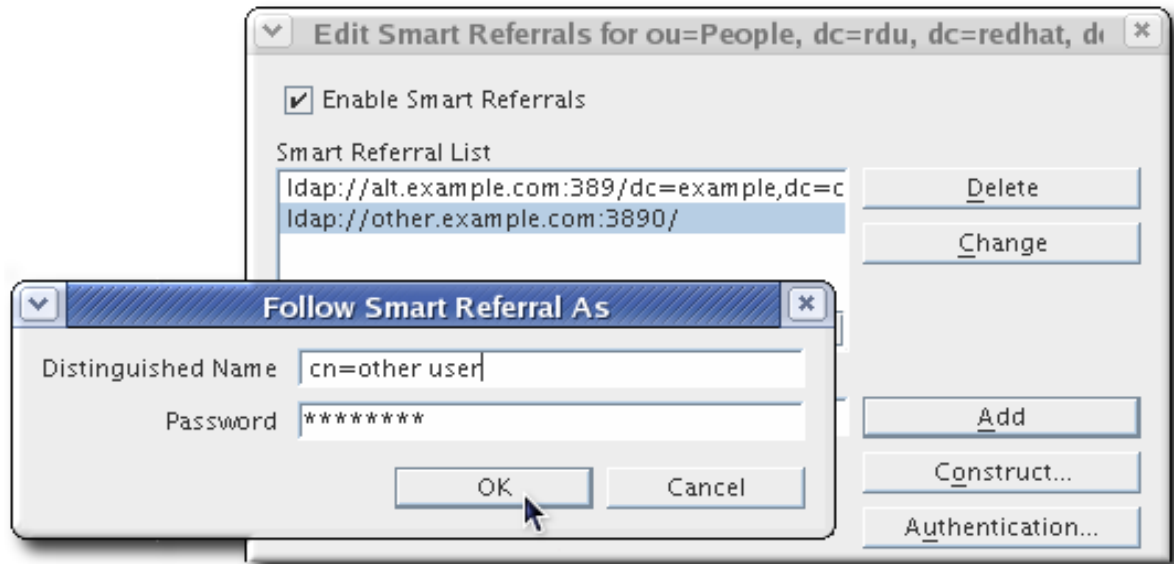 Edit Smart Referrals for ou=People, dc=rdu, dc=redhat,
Enable Smart Referrals
Smart Referral List
ldap://alt.example.com:389/dc=example,dc=c
ldap://other.example.com:3890/
Delete
Change
Follow Smart Referral As
Distinguished Name cn=other user
Password ********
OK Cancel
Add
Construct...
Authentication...